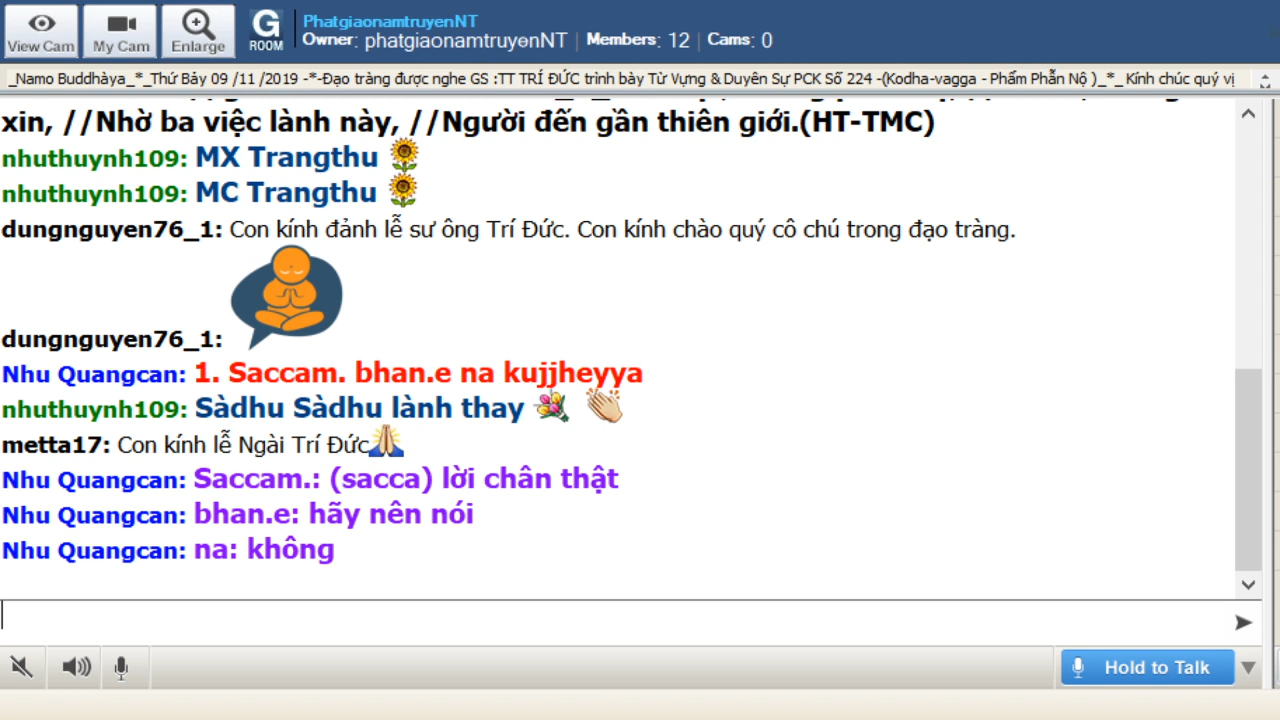 View Cam
My Cam
Enlarge
G
ROOM
PhatgiaonamtruyenNT
Owner: phatgiaonamtruyenNT | Members: 12 | Cams: 0
_Namo Buddhàya_*_Thứ Bảy 09 /11 /2019 -*-Đạo tràng được nghe GS :TT TRÍ ĐỨC trình bày Từ Vựng & Duyên Sự PCK Số 224 -(Kodha-vagga - Phẩm Phẫn Nộ )_*_ Kính chúc quý vị
xin, //Nhờ ba việc lành này, //Người đến gần thiên giới.(HT-TMC)
nhuthuynh109: MX Trangthu
nhuthuynh109: MC Trangthu
dungnguyen76_1: Con kính đảnh lễ sư ông Trí Đức. Con kính chào quý cô chú trong đạo tràng.
dungnguyen76_1:
Nhu Quangcan: 1. Saccam. bhan.e na kujjheyya
nhuthuynh109: Sàdhu Sàdhu lành thay
metta17: Con kính lễ Ngài Trí Đức
Nhu Quangcan: Saccam.: (sacca) lời chân thật
Nhu Quangcan: bhan.e: hãy nên nói
Nhu Quangcan: na: không
Hold to Talk